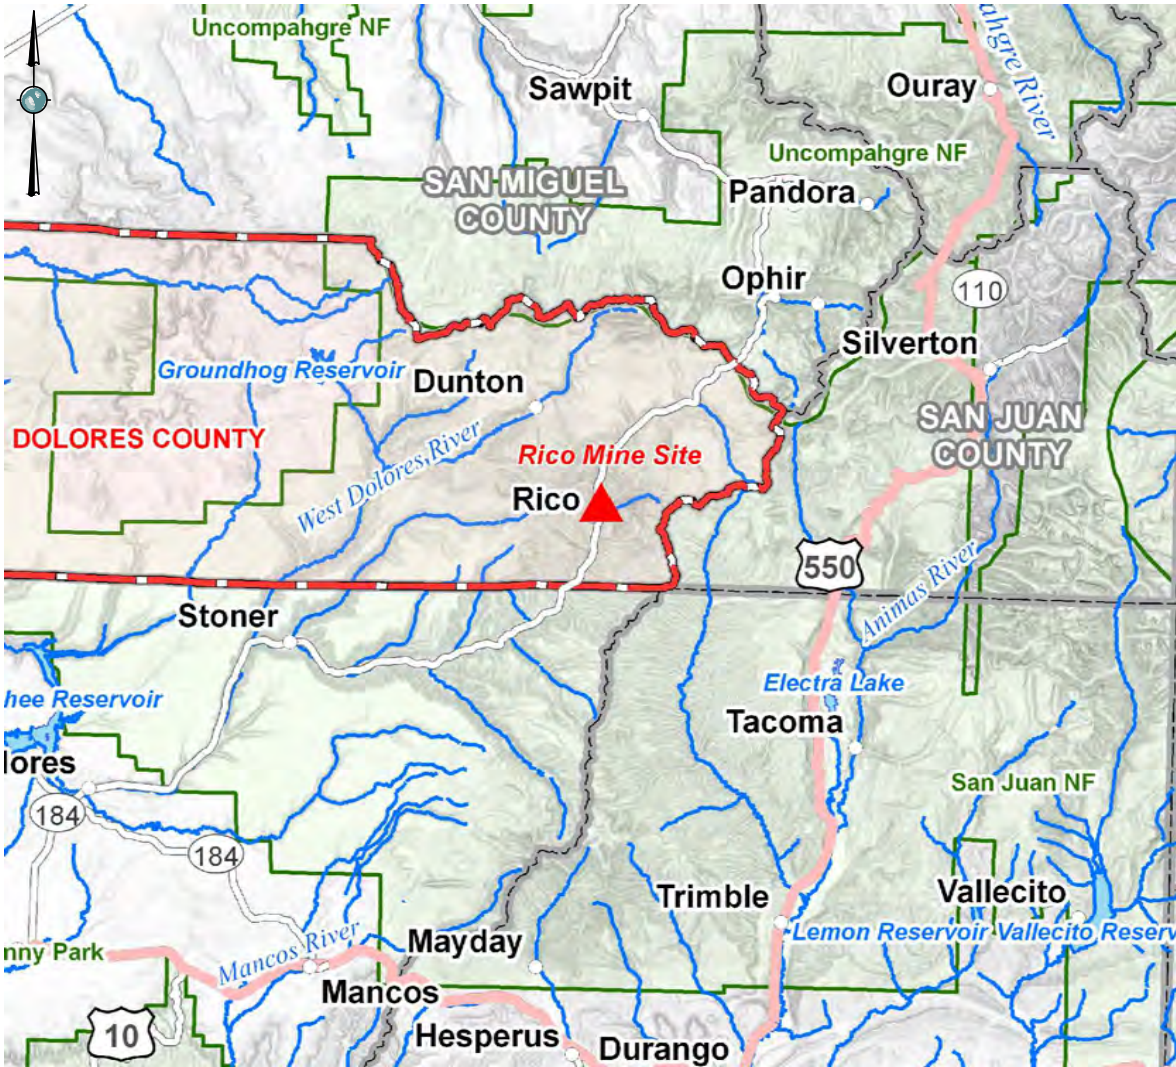 Uncompahgre NF
Sawpit
Ouray
ahgre River
Uncompahgre NF
SAN MIGUEL
COUNTY
Pandora
Ophir
110
Silverton
Groundhog Reservoir
Dunton
DOLORES COUNTY
West Dolores River
Rico Mine Site
Rico
SAN JUAN
COUNTY
550
Animas River
Stoner
hee Reservoir
Electra Lake
Tacoma
lores
San Juan NF
184
184
Trimble
Vallecito
Lemon Reservoir
Vallecito Reserv
nny Park
Mancos River
Mayday
Mancos
10
Hesperus
Durango